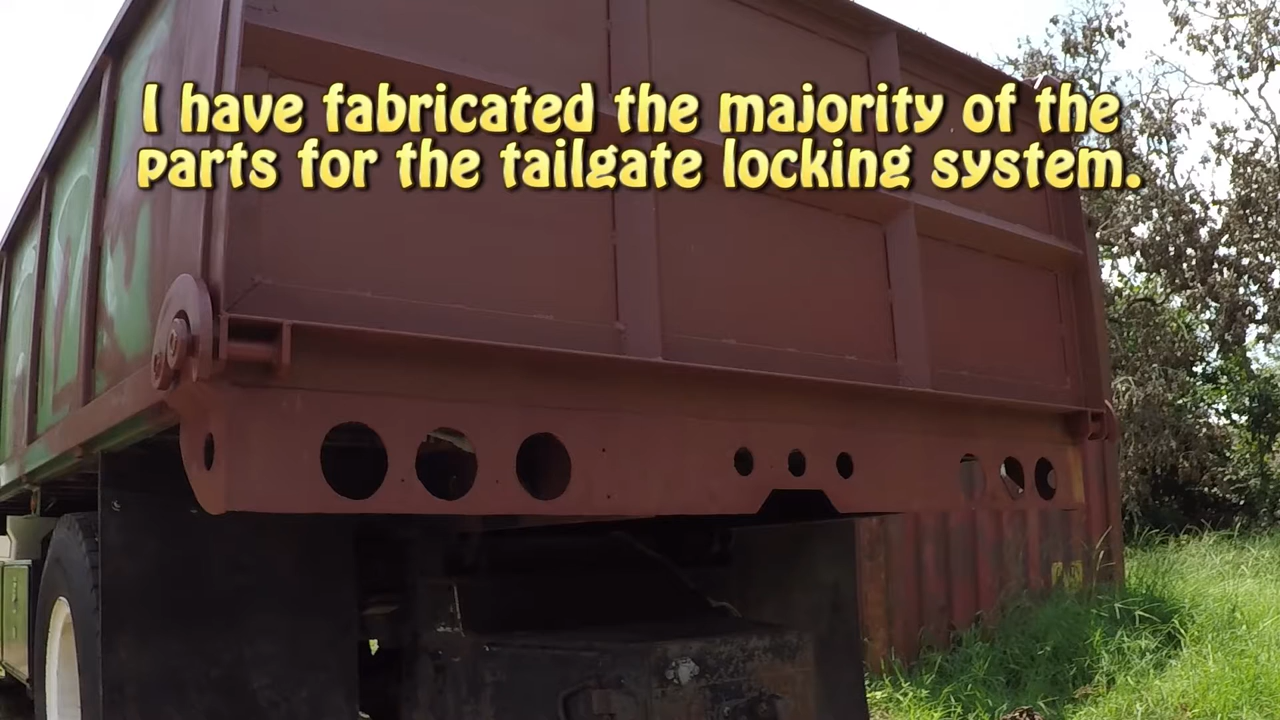 I have fabricated the majority of the
parts for the tailgate locking system.